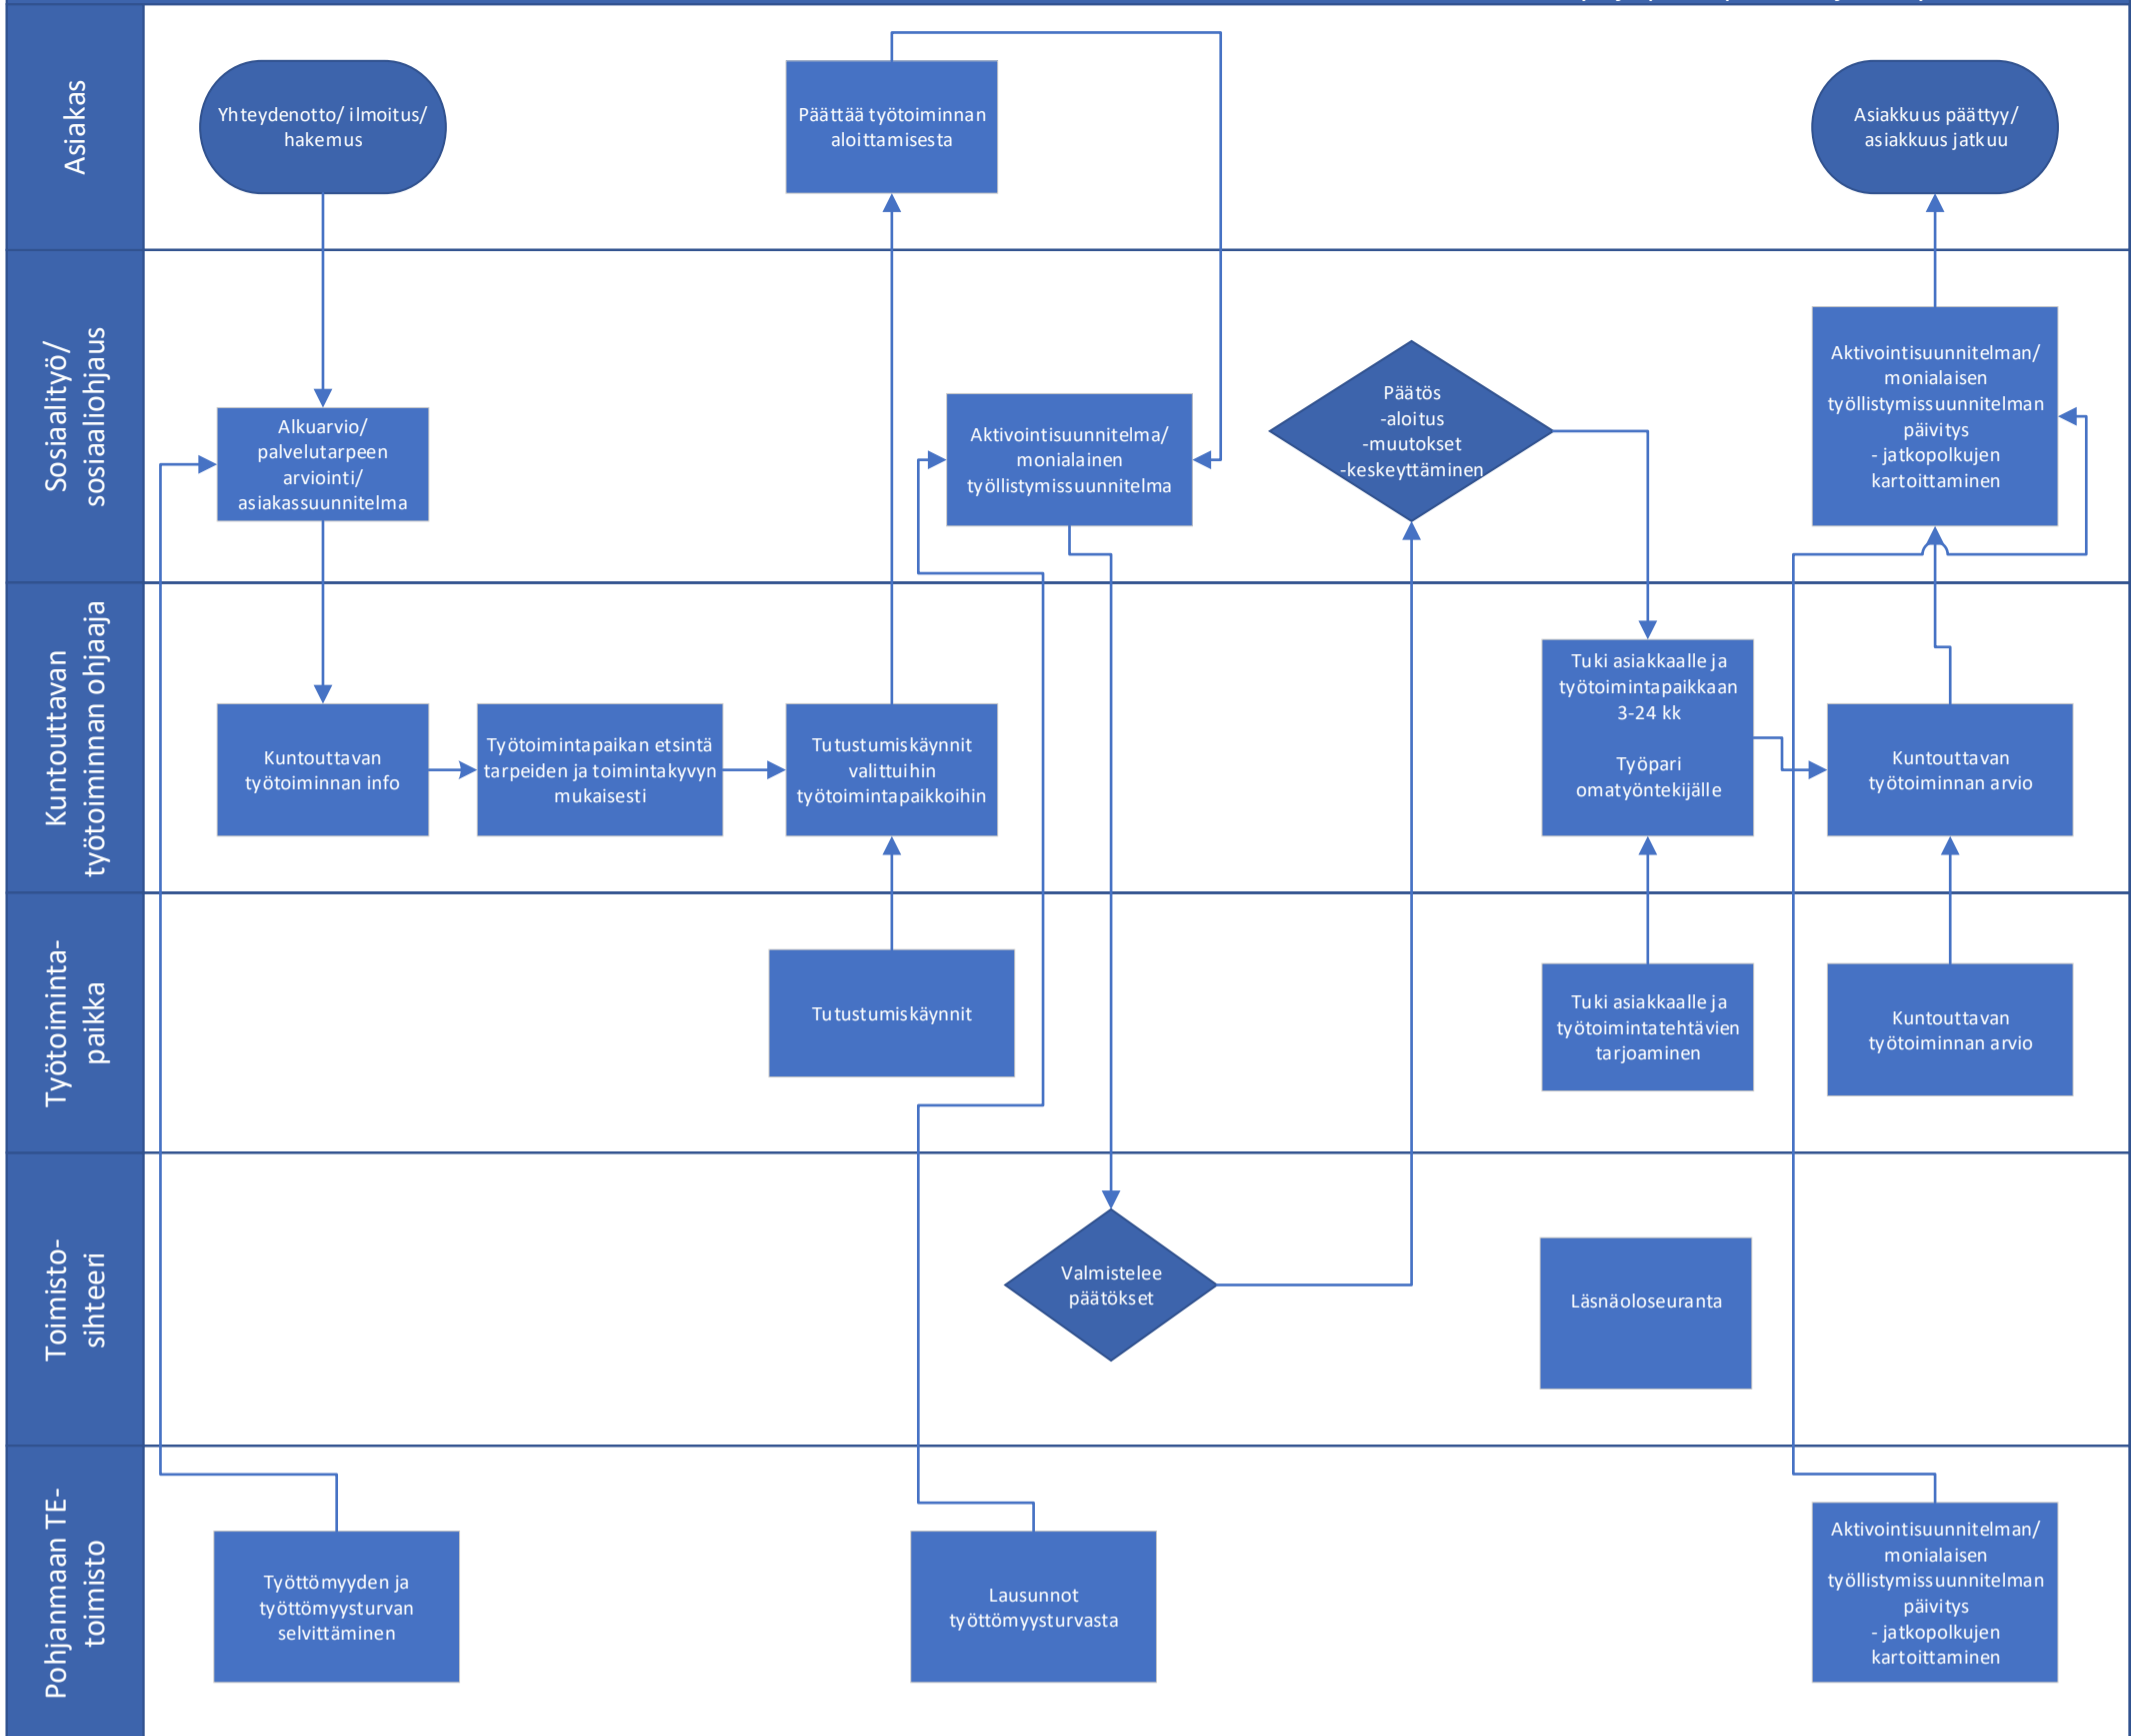 Asiakas
Yhteydenotto/ ilmoitus/
hakemus
Päättää työtoiminnan
aloittamisesta
Asiakkuus päättyy/
asiakkuus jatkuu
Sosiaalityö/
sosiaaliohjaus
Alkuarvio/
palvelutarpeen
arviointi/
asiakassuunnitelma
Aktivointisuunnitelma/
monialainen
työllistymissuunnitelma
Päätös
-aloitus
-muutokset
-keskeyttäminen
Aktivointisuunnitelman/
monialaisen
työllistymissuunnitelman
päivitys
- jatkopolkujen
kartoittaminen
Kuntouttavan
työtoiminnan ohjaaja
Kuntouttavan
työtoiminnan info
Työtoimintapaikan etsintä
tarpeiden ja toimintakyvyn
mukaisesti
Tutustumiskäynnit
valittuihin
työtoimintapaikkoihin
Tuki asiakkaalle ja
työtoimintapaikkaan
3-24 kk
Työpari
omatyöntekijälle
Kuntouttavan
työtoiminnan arvio
Työtoiminta-
paikka
Tutustumiskäynnit
Tuki asiakkaalle ja
työtoimintatehtävien
tarjoaminen
Kuntouttavan
työtoiminnan arvio
Toimisto-
sihteeri
Valmistelee
päätökset
Läsnäoloseuranta
Pohjanmaan TE-
toimisto
Työttömyyden ja
työttömyysturvan
selvittäminen
Lausunnot
työttömyysturvasta
Aktivointisuunnitelman/
monialaisen
työllistymissuunnitelman
päivitys
- jatkopolkujen
kartoittaminen